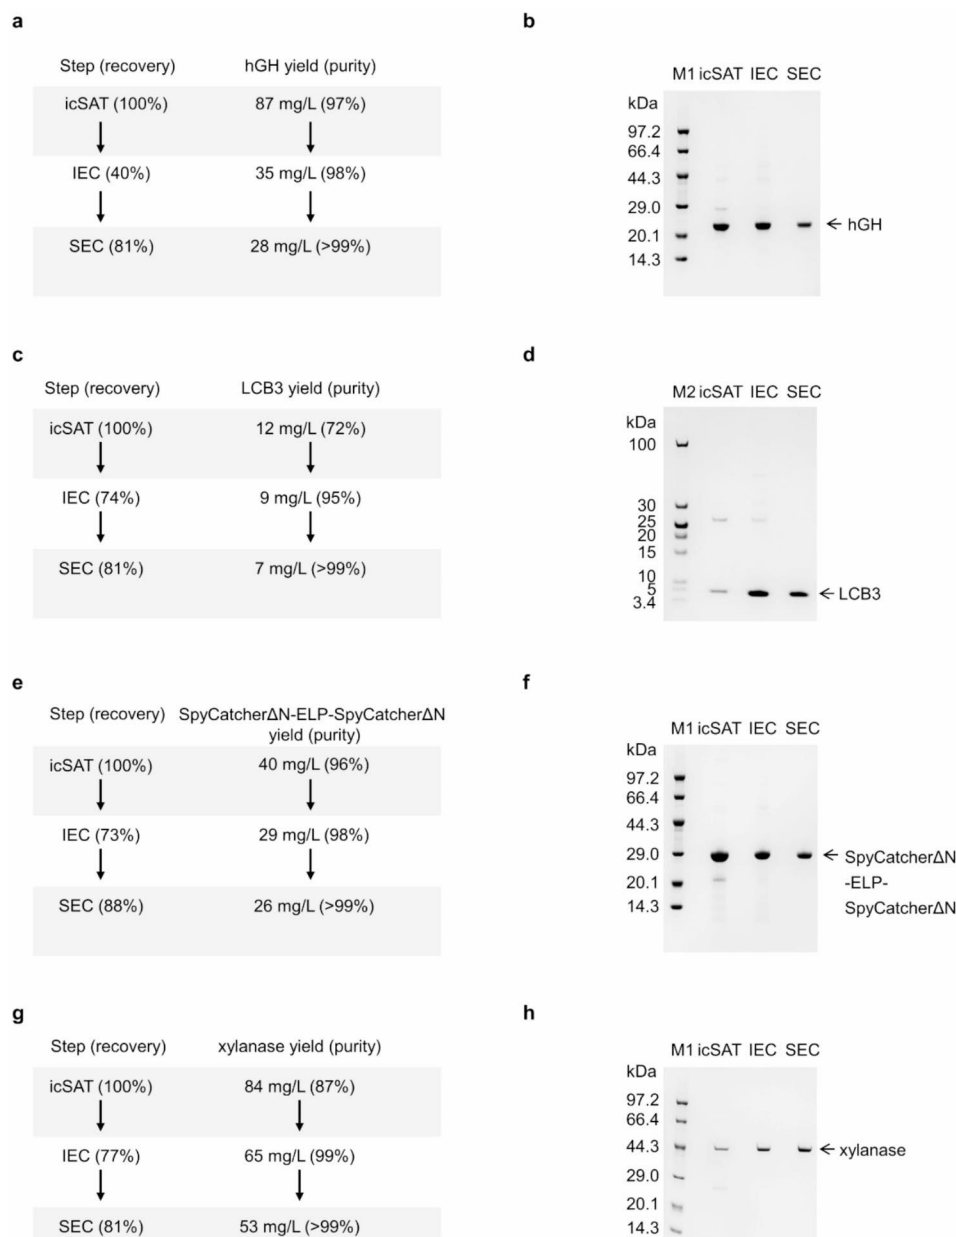 a
Step (recovery) hGH yield (purity)
icSAT (100%) 87 mg/L (97%)
IEC (40%) 35 mg/L (98%)
SEC (81%) 28 mg/L (>99%)
b
M1 icSAT IEC SEC
kDa
97.2
66.4
44.3
29.0
← hGH
20.1
14.3
c
Step (recovery) LCB3 yield (purity)
icSAT (100%) 12 mg/L (72%)
IEC (74%) 9 mg/L (95%)
SEC (81%) 7 mg/L (>99%)
d
M2 icSAT IEC SEC
kDa
100
30
25
20
15
10
5
← LCB3
3.4
e
Step (recovery) SpyCatcherΔN-ELP-SpyCatcherΔN
yield (purity)
icSAT (100%) 40 mg/L (96%)
IEC (73%) 29 mg/L (98%)
SEC (88%) 26 mg/L (>99%)
f
M1 icSAT IEC SEC
kDa
97.2
66.4
44.3
29.0 ← SpyCatcherΔN
20.1 -ELP-
14.3 SpyCatcherΔN
g
Step (recovery) xylanase yield (purity)
icSAT (100%) 84 mg/L (87%)
IEC (77%) 65 mg/L (99%)
SEC (81%) 53 mg/L (>99%)
h
M1 icSAT IEC SEC
kDa
97.2
66.4
44.3 ← xylanase
29.0
20.1
14.3